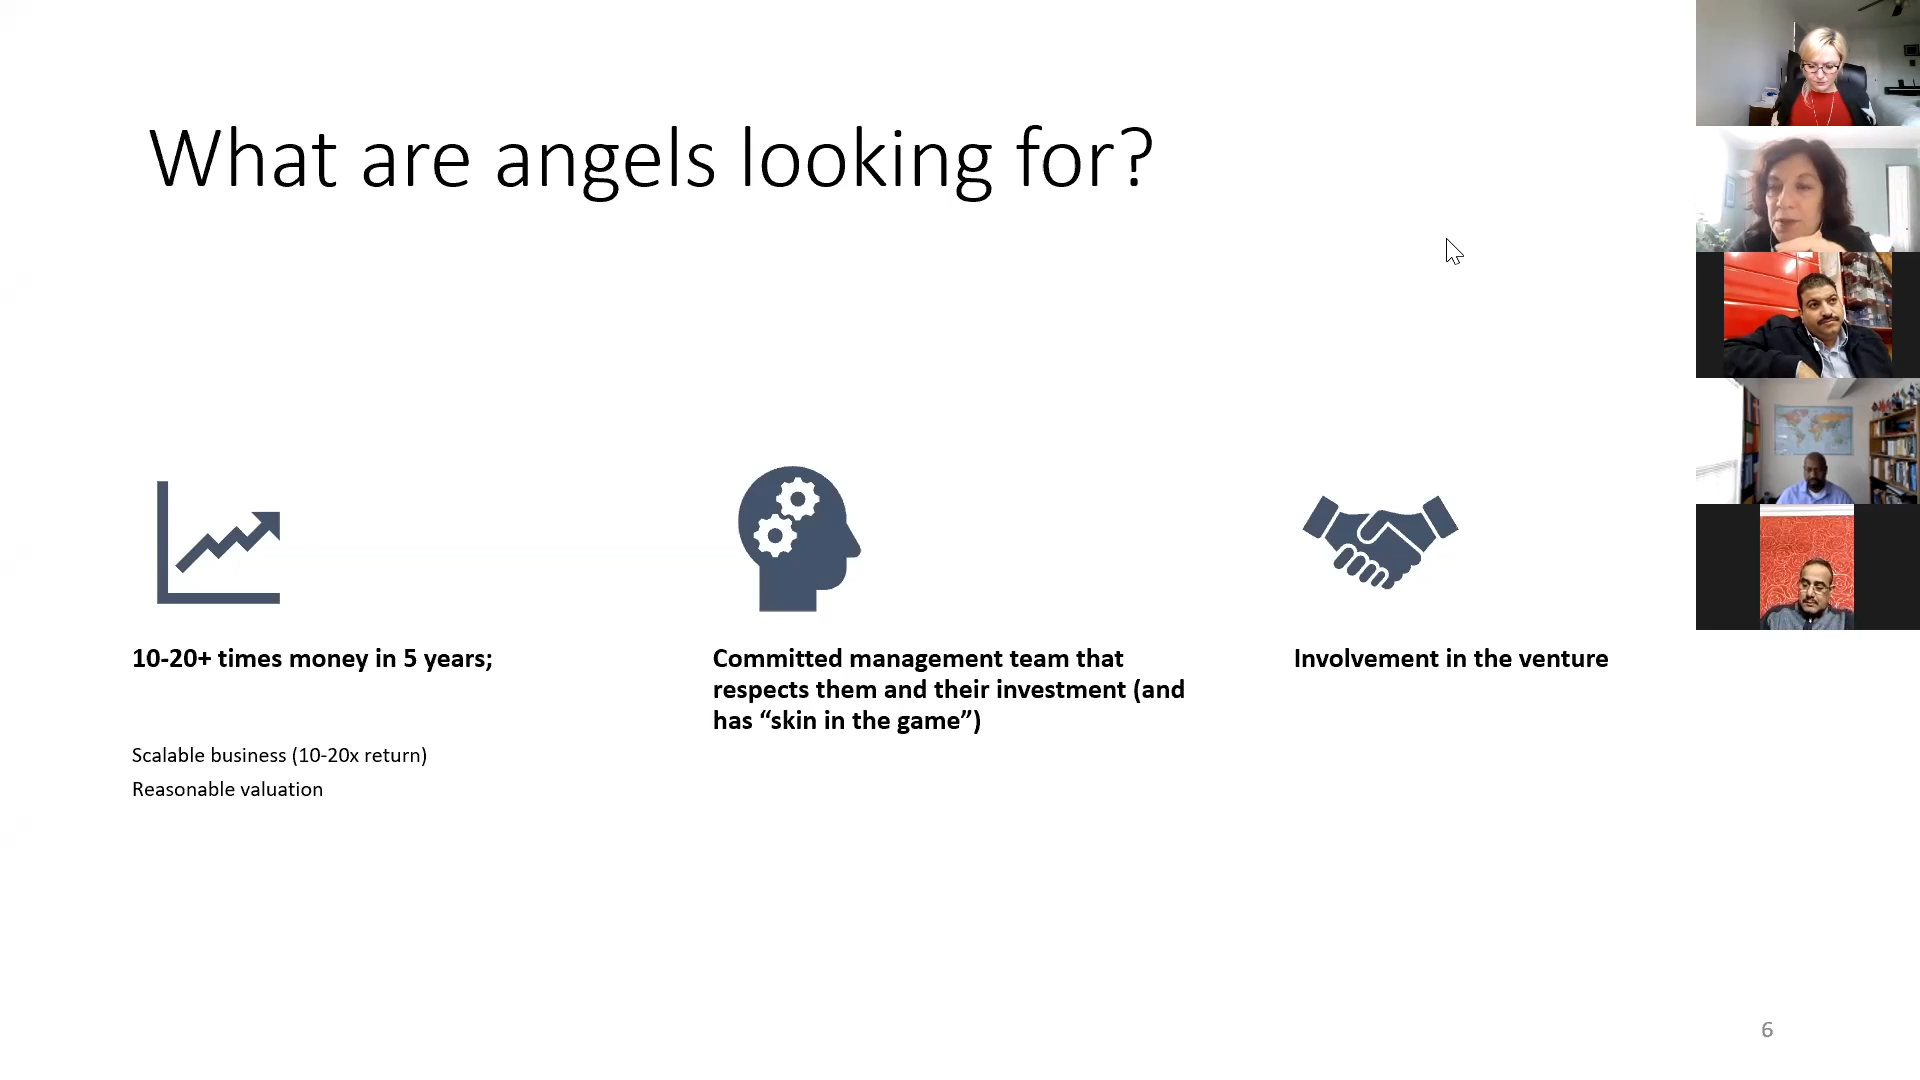 What are angels looking for?
10-20+ times money in 5 years;
Scalable business (10-20x return)
Reasonable valuation
Committed management team that
respects them and their investment (and
has “skin in the game”)
Involvement in the venture
6